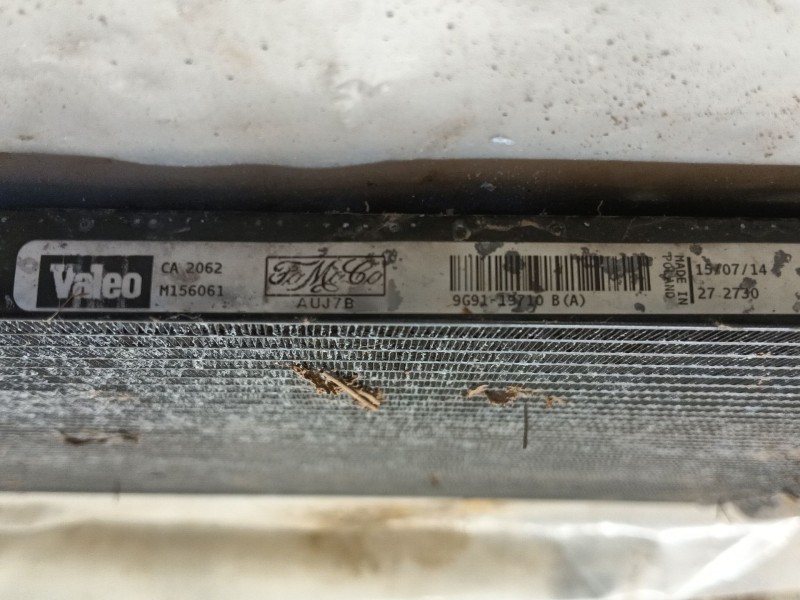 Valeo
CA 2062
M156061
FoMoCo
AUJ7B
9G91-19710 B (A)
MADE IN
POLAND
15/07/14
27 2730